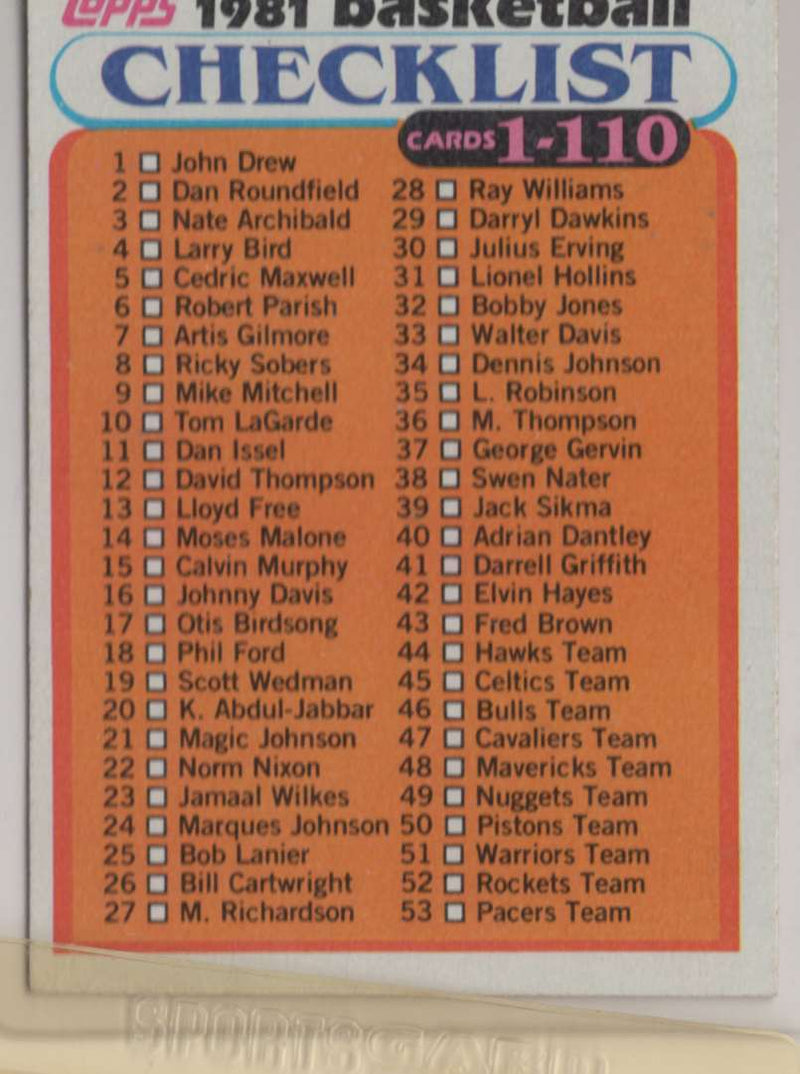 Topps 1981 basketball
CHECKLIST
CARDS 1-110
1 John Drew
2 Dan Roundfield
3 Nate Archibald
4 Larry Bird
5 Cedric Maxwell
6 Robert Parish
7 Artis Gilmore
8 Ricky Sobers
9 Mike Mitchell
10 Tom LaGarde
11 Dan Issel
12 David Thompson
13 Lloyd Free
14 Moses Malone
15 Calvin Murphy
16 Johnny Davis
17 Otis Birdsong
18 Phil Ford
19 Scott Wedman
20 K. Abdul-Jabbar
21 Magic Johnson
22 Norm Nixon
23 Jamaal Wilkes
24 Marques Johnson
25 Bob Lanier
26 Bill Cartwright
27 M. Richardson
28 Ray Williams
29 Darryl Dawkins
30 Julius Erving
31 Lionel Hollins
32 Bobby Jones
33 Walter Davis
34 Dennis Johnson
35 L. Robinson
36 M. Thompson
37 George Gervin
38 Swen Nater
39 Jack Sikma
40 Adrian Dantley
41 Darrell Griffith
42 Elvin Hayes
43 Fred Brown
44 Hawks Team
45 Celtics Team
46 Bulls Team
47 Cavaliers Team
48 Mavericks Team
49 Nuggets Team
50 Pistons Team
51 Warriors Team
52 Rockets Team
53 Pacers Team